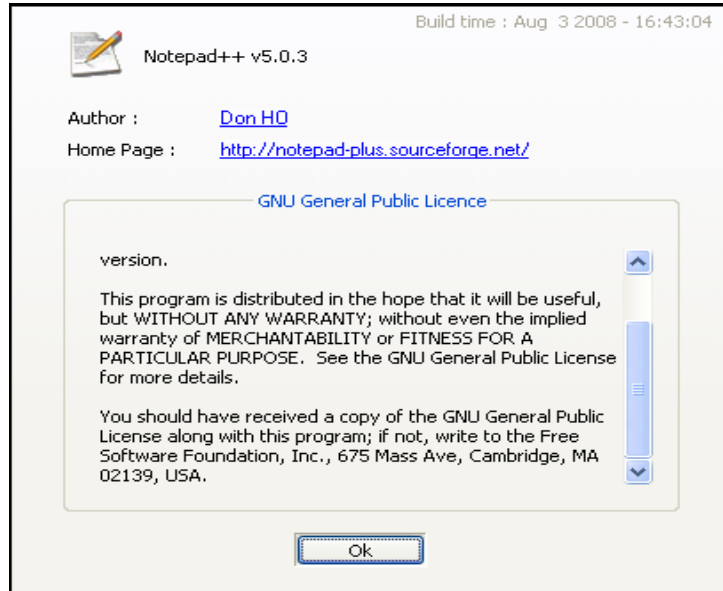 Build time : Aug  3 2008 - 16:43:04
Notepad++ v5.0.3
Author : Don HO
Home Page : http://notepad-plus.sourceforge.net/
GNU General Public Licence
version.
This program is distributed in the hope that it will be useful,
but WITHOUT ANY WARRANTY; without even the implied
warranty of MERCHANTABILITY or FITNESS FOR A
PARTICULAR PURPOSE.  See the GNU General Public License
for more details.
You should have received a copy of the GNU General Public
License along with this program; if not, write to the Free
Software Foundation, Inc., 675 Mass Ave, Cambridge, MA
02139, USA.
Ok